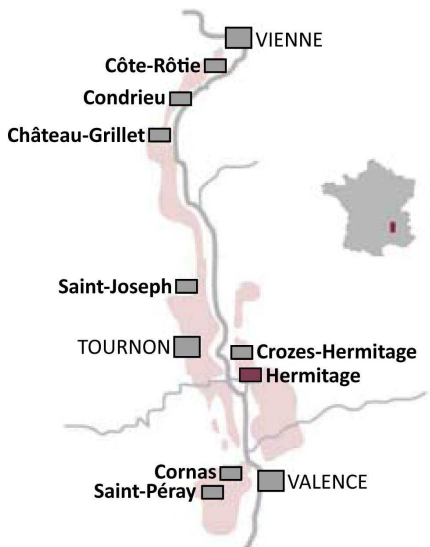 VIENNE
Côte-Rôtie
Condrieu
Château-Grillet
Saint-Joseph
TOURNON
Crozes-Hermitage
Hermitage
Cornas
Saint-Péray
VALENCE